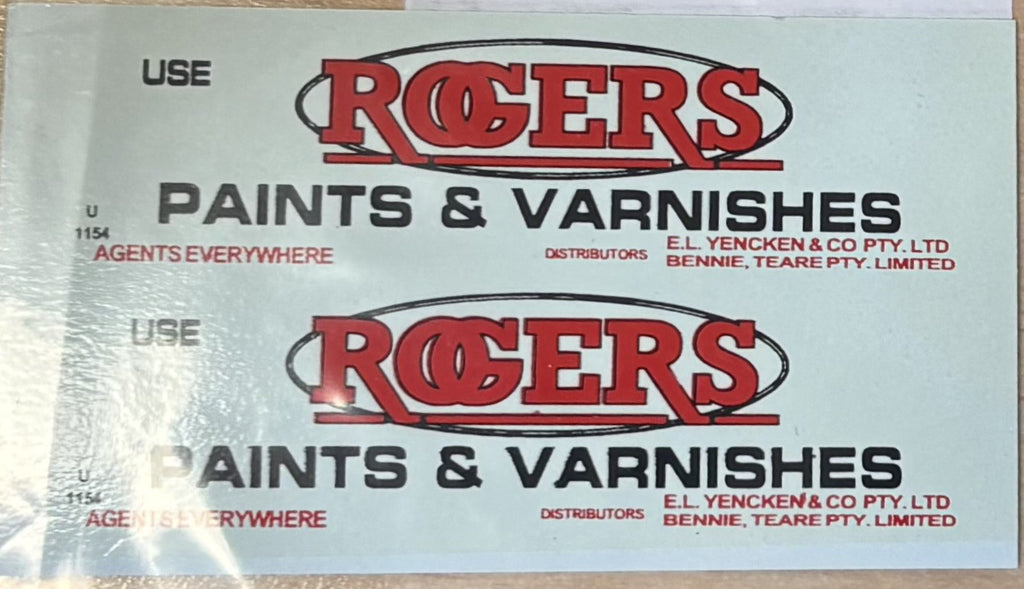 USE
ROGERS
PAINTS & VARNISHES
U
1154
AGENTS EVERYWHERE
DISTRIBUTORS
E.L. YENCKEN & CO PTY. LTD
BENNIE, TEARE PTY. LIMITED
USE
ROGERS
PAINTS & VARNISHES
U
1154
AGENTS EVERYWHERE
DISTRIBUTORS
E.L. YENCKEN & CO PTY. LTD
BENNIE, TEARE PTY. LIMITED